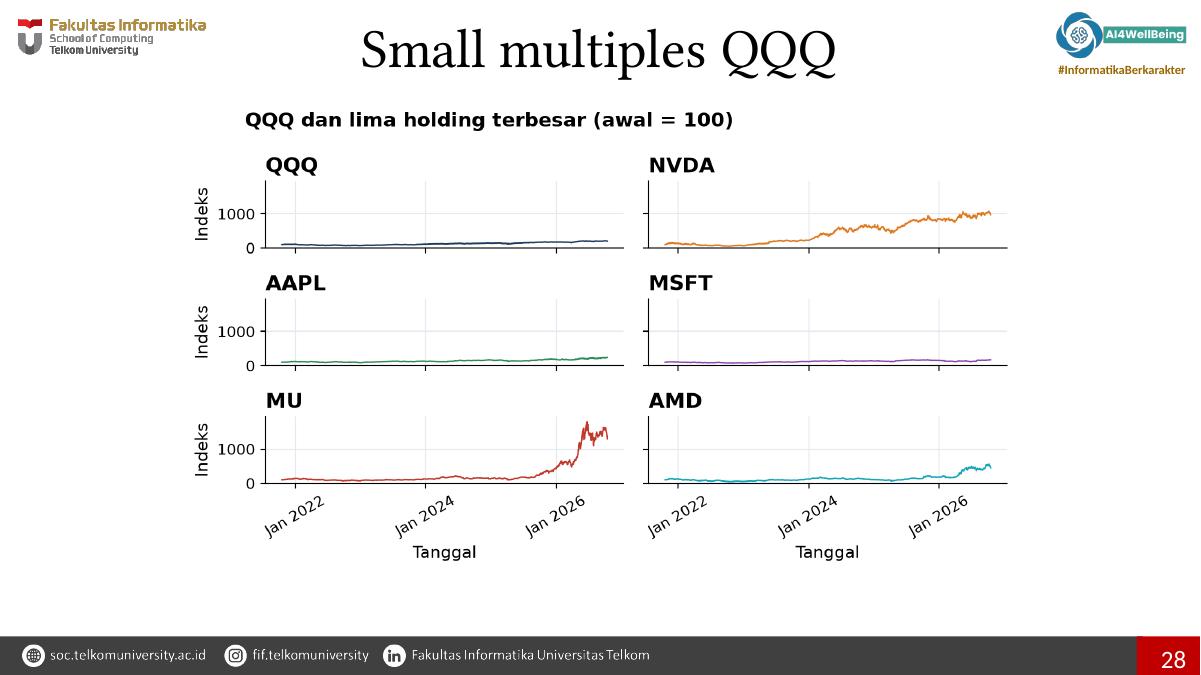 Fakultas Informatika
School of Computing
Telkom University
Small multiples QQQ
AI4WellBeing
#InformatikaBerkarakter
QQQ dan lima holding terbesar (awal = 100)
QQQ
NVDA
Indeks
1000
0
AAPL
MSFT
Indeks
1000
0
MU
AMD
Indeks
1000
0
Jan 2022
Jan 2024
Jan 2026
Jan 2022
Jan 2024
Jan 2026
Tanggal
Tanggal
soc.telkomuniversity.ac.id
fif.telkomuniversity
Fakultas Informatika Universitas Telkom
28